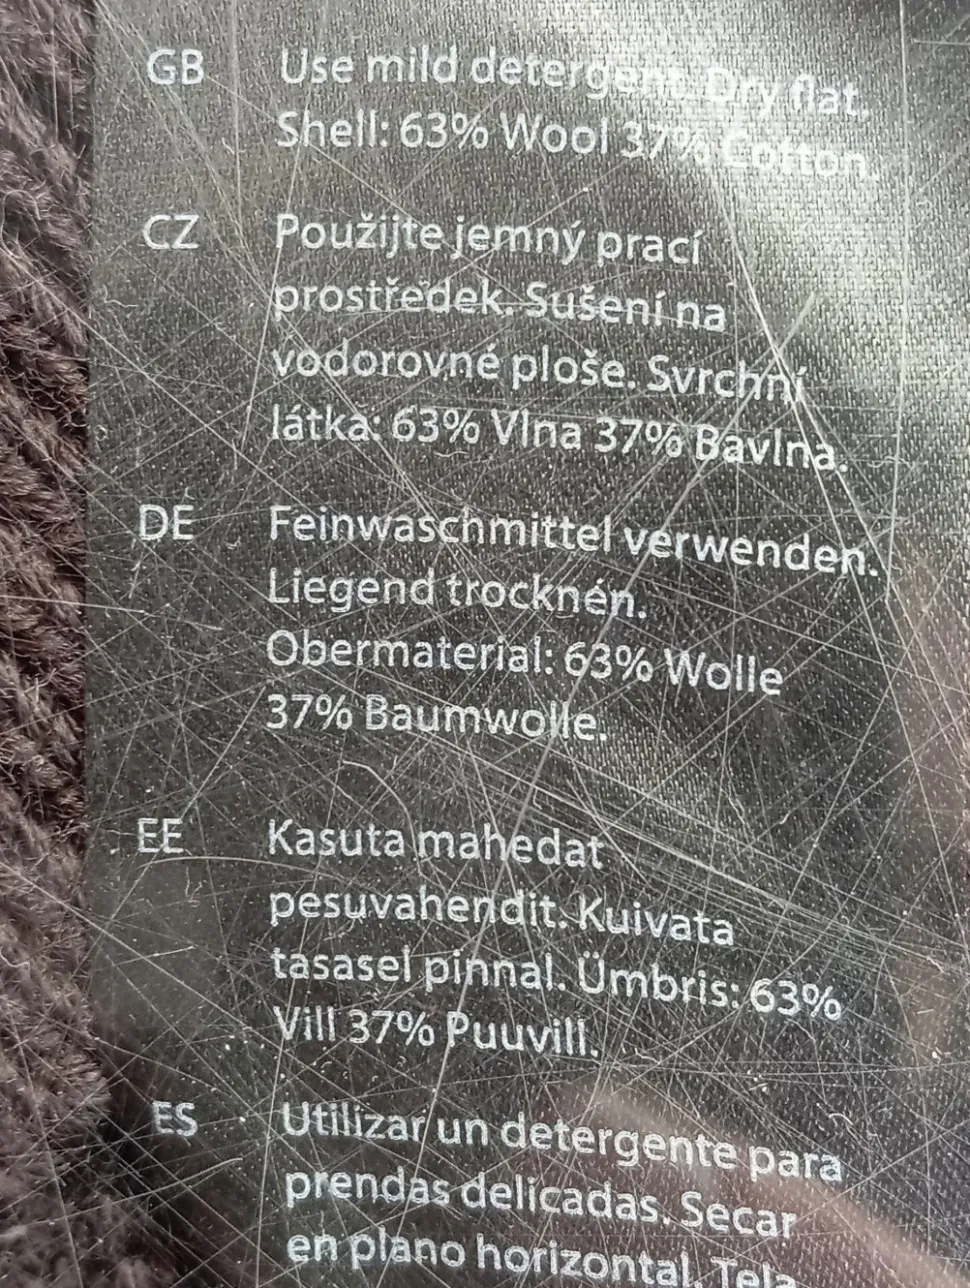 GB Use mild detergent. Dry flat.
Shell: 63% Wool 37% Cotton.
CZ Použijte jemný prací
prostředek. Sušení na
vodorovné ploše. Svrchní
látka: 63% Vlna 37% Bavlna.
DE Feinwaschmittel verwenden.
Liegend trocknen.
Obermaterial: 63% Wolle
37% Baumwolle.
EE Kasuta mahedat
pesuvahendit. Kuivata
tasasel pinnal. Ümbris: 63%
Vill 37% Puuvill.
ES Utilizar un detergente para
prendas delicadas. Secar
en plano horizontal. Tela